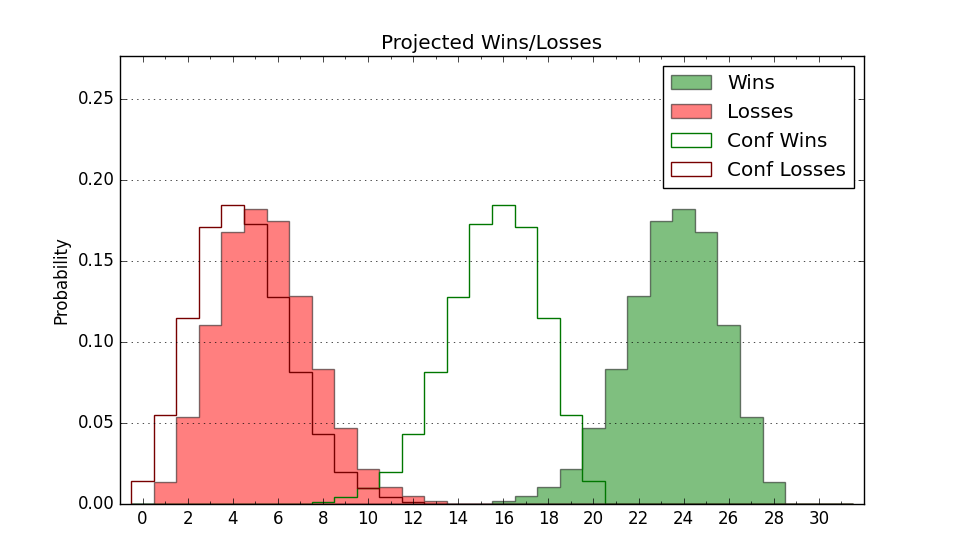 Projected Wins/Losses
Wins
Losses
Conf Wins
Conf Losses
Probability
0.25
0.20
0.15
0.10
0.05
0.00
0 2 4 6 8 10 12 14 16 18 20 22 24 26 28 30